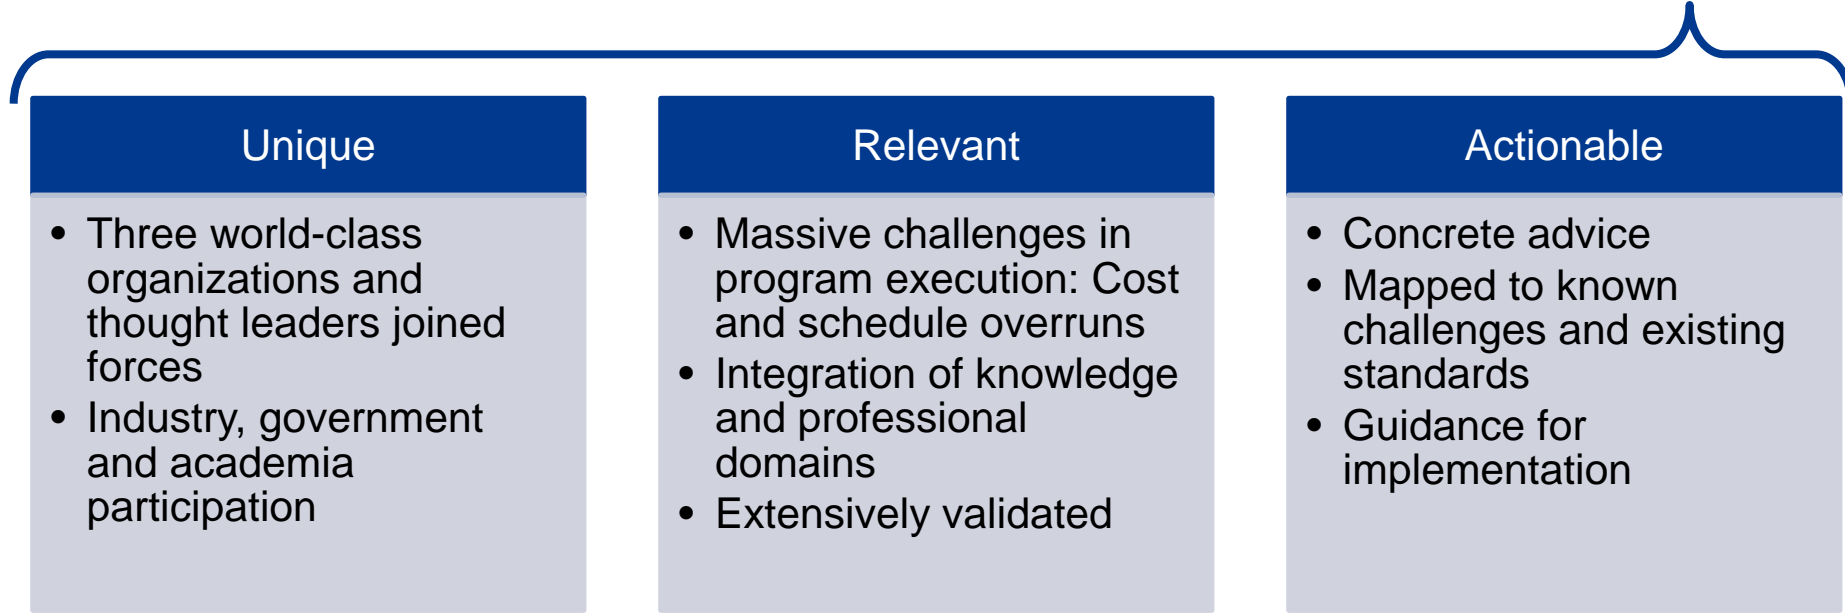 Unique
• Three world-class
organizations and
thought leaders joined
forces
• Industry, government
and academia
participation
Relevant
• Massive challenges in
program execution: Cost
and schedule overruns
• Integration of knowledge
and professional
domains
• Extensively validated
Actionable
• Concrete advice
• Mapped to known
challenges and existing
standards
• Guidance for
implementation